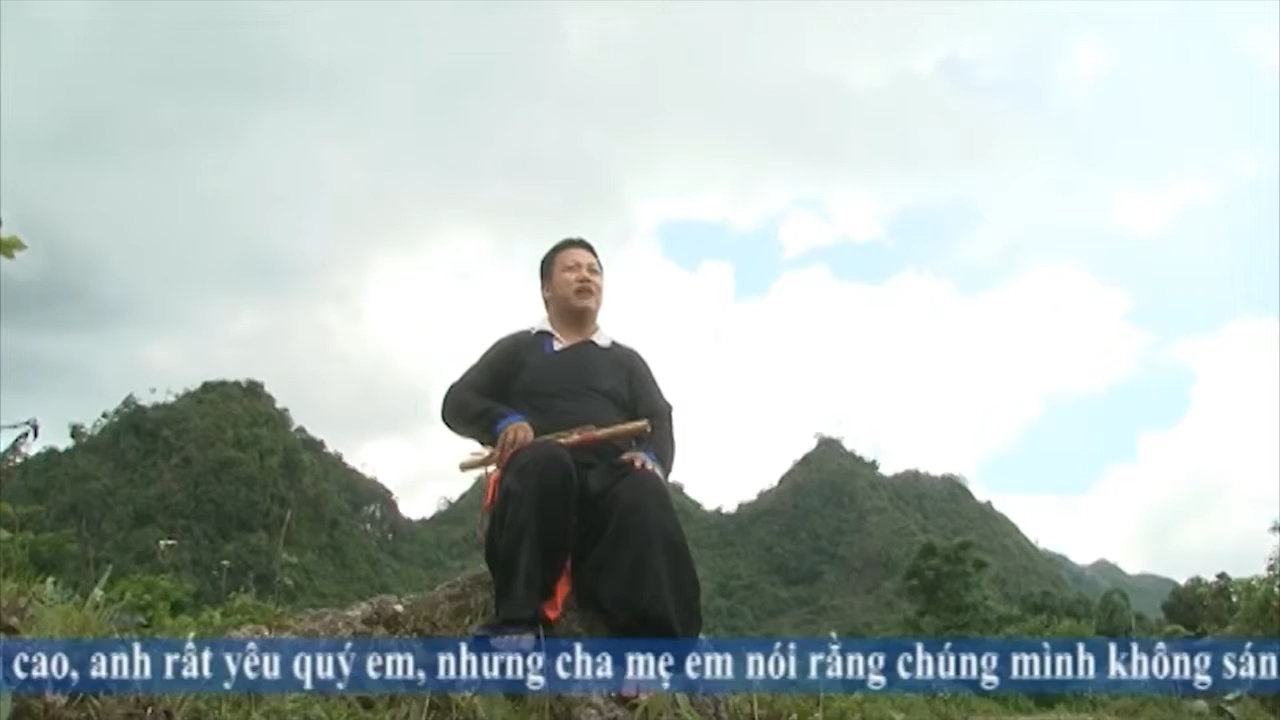 cao, anh rất yêu quý em, nhưng cha mẹ em nói rằng chúng mình không sán